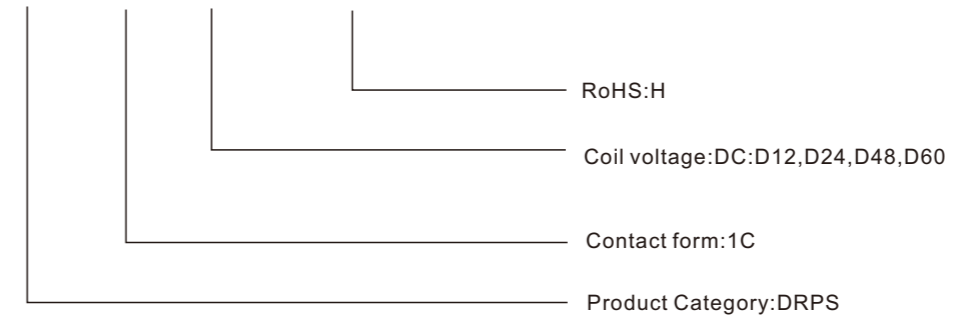 RoHS:H
Coil voltage:DC:D12,D24,D48,D60
Contact form:1C
Product Category:DRPS